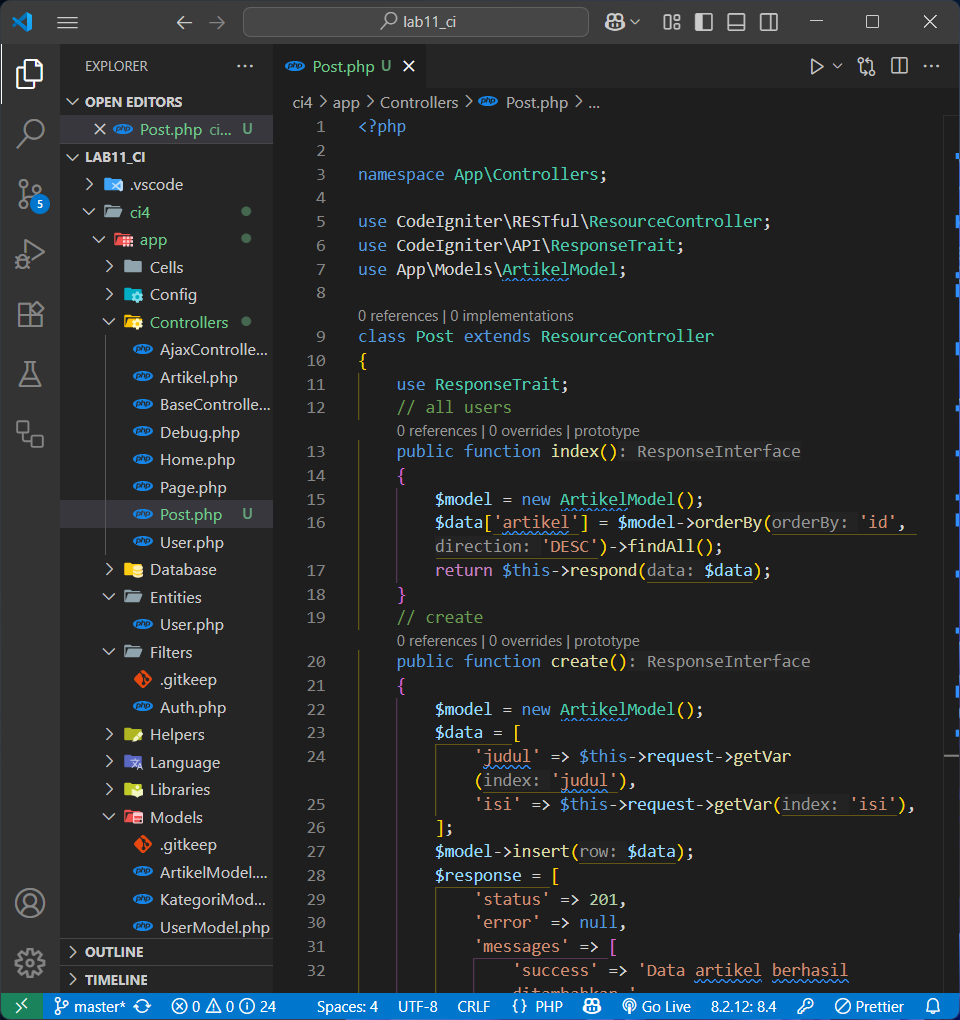 lab11_ci
EXPLORER
OPEN EDITORS
Post.php ci... U
LAB11_CI
.vscode
ci4
app
Cells
Config
Controllers
AjaxControlle...
Artikel.php
BaseControlle...
Debug.php
Home.php
Page.php
Post.php U
User.php
Database
Entities
User.php
Filters
.gitkeep
Auth.php
Helpers
Language
Libraries
Models
.gitkeep
ArtikelModel....
KategoriMod...
UserModel.php
OUTLINE
TIMELINE
5
Post.php U
ci4 > app > Controllers > Post.php > ...
1 <?php
2
3 namespace App\Controllers;
4
5 use CodeIgniter\RESTful\ResourceController;
6 use CodeIgniter\API\ResponseTrait;
7 use App\Models\ArtikelModel;
8
0 references | 0 implementations
9 class Post extends ResourceController
10 {
11 use ResponseTrait;
12 // all users
0 references | 0 overrides | prototype
13 public function index(): ResponseInterface
14 {
15 $model = new ArtikelModel();
16 $data['artikel'] = $model->orderBy(orderBy: 'id',
direction: 'DESC')->findAll();
17 return $this->respond(data: $data);
18 }
19 // create
0 references | 0 overrides | prototype
20 public function create(): ResponseInterface
21 {
22 $model = new ArtikelModel();
23 $data = [
24 'judul' => $this->request->getVar
(index: 'judul'),
25 'isi' => $this->request->getVar(index: 'isi'),
26 ];
27 $model->insert(row: $data);
28 $response = [
29 'status' => 201,
30 'error' => null,
31 'messages' => [
32 'success' => 'Data artikel berhasil
ditambahkan.'
master* 0 0 24 Spaces: 4 UTF-8 CRLF {} PHP Go Live 8.2.12: 8.4 Prettier